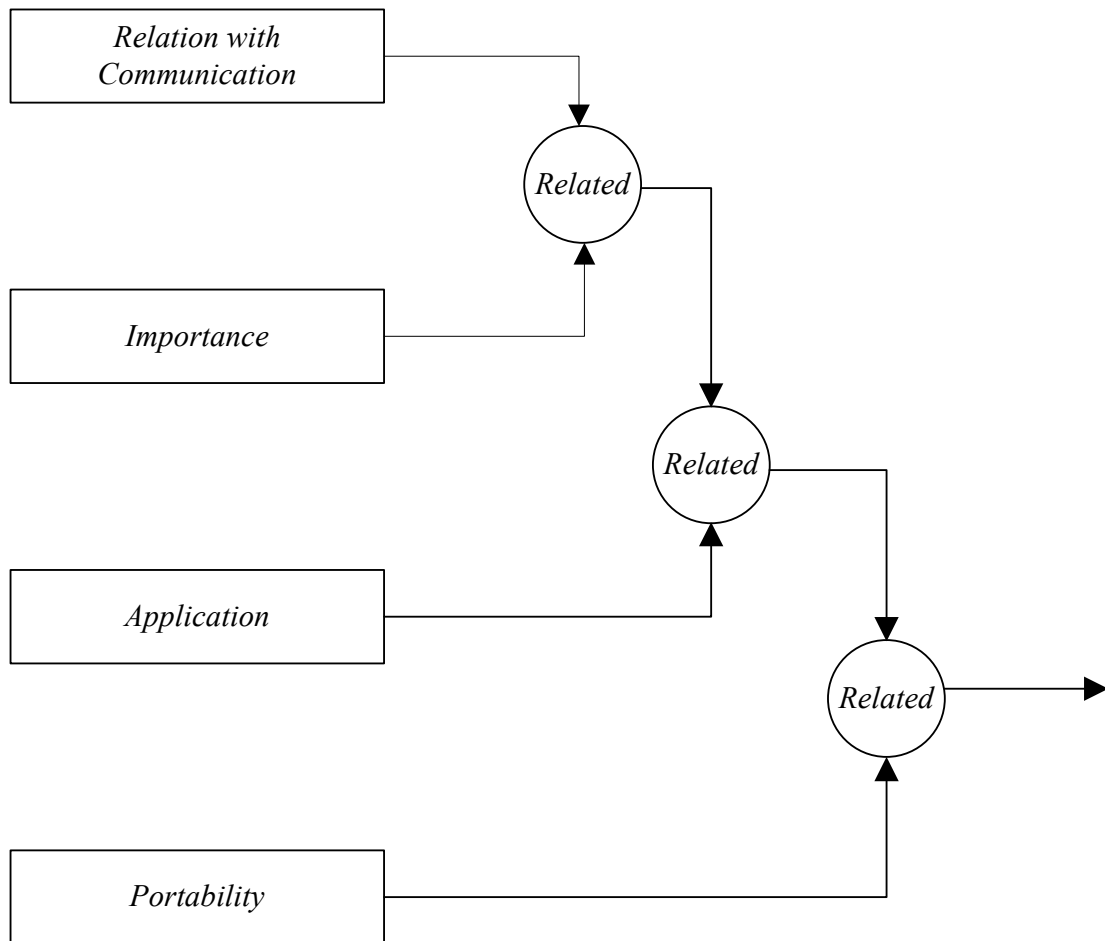 Relation with
Communication
Related
Importance
Related
Application
Related
Portability